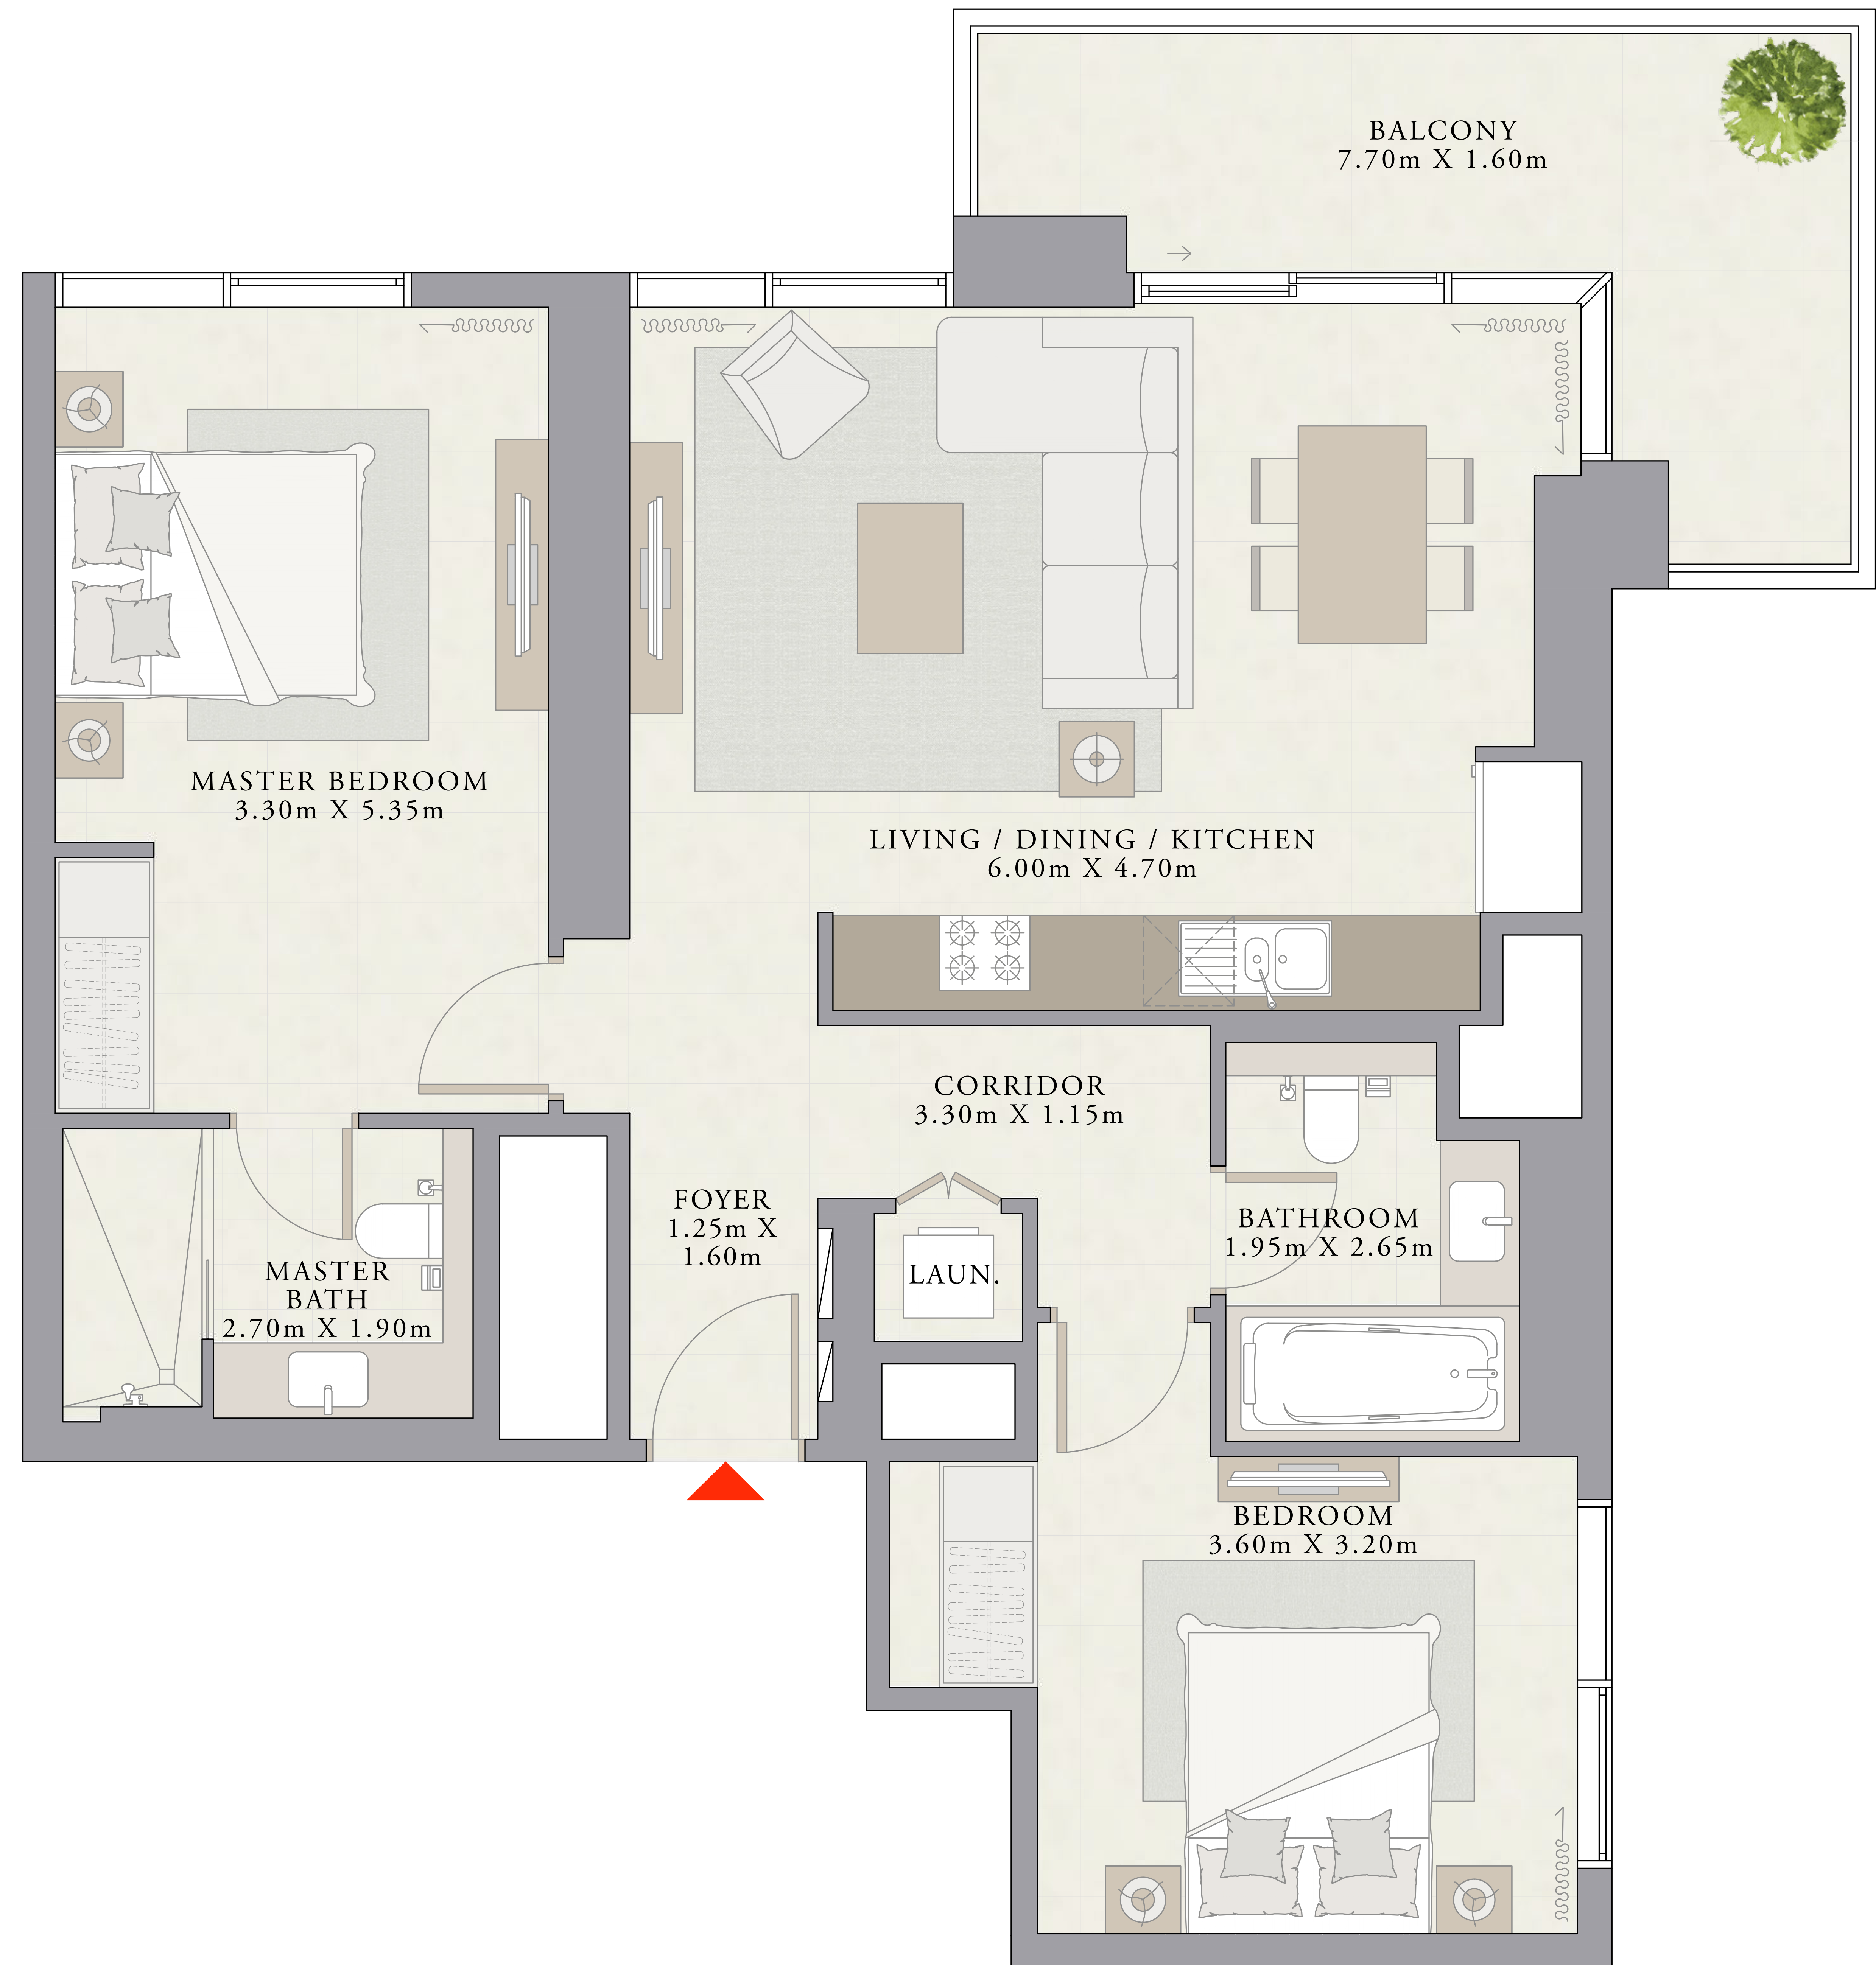 BALCONY
7.70m X 1.60m
MASTER BEDROOM
3.30m X 5.35m
LIVING / DINING / KITCHEN
6.00m X 4.70m
CORRIDOR
3.30m X 1.15m
FOYER
1.25m X
1.60m
BATHROOM
1.95m X 2.65m
LAUN.
MASTER
BATH
2.70m X 1.90m
BEDROOM
3.60m X 3.20m